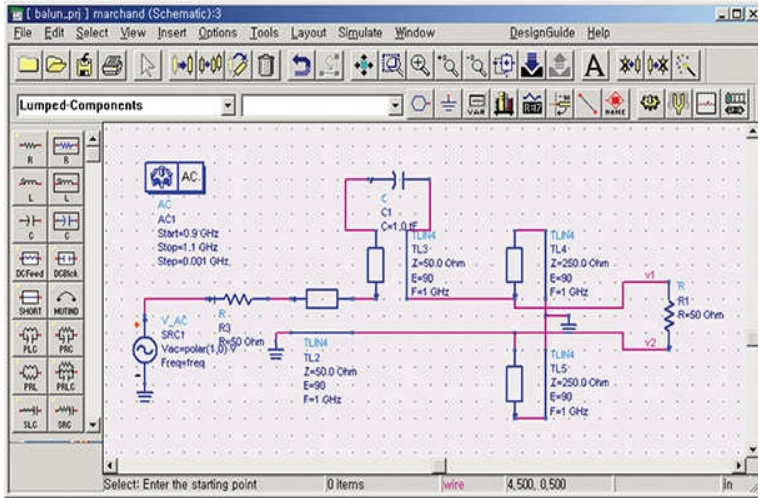 [ balun_prj ] marchand (Schematic):3
File Edit Select View Insert Options Tools Layout Simulate Window DesignGuide Help
VAR
NAME
Lumped-Components
R R
L L
C C
DCFeed DCBlck
SHORT MUTIND
PLC PRC
PRL PRLC
SLC SRC
AC
AC
AC1
Start=0.9 GHz
Stop=1.1 GHz
Step=0.001 GHz
C
C1
C=1.0 fF
TLIN4
TL3
Z=50.0 Ohm
E=90
F=1 GHz
TLIN4
TL4
Z=250.0 Ohm
E=90
F=1 GHz
v1
R
R1
R=50 Ohm
v2
V_AC
SRC1
Vac=polar(1,0) V
Freq=freq
R
R3
R=50 Ohm
TLIN4
TL2
Z=50.0 Ohm
E=90
F=1 GHz
TLIN4
TL5
Z=250.0 Ohm
E=90
F=1 GHz
Select: Enter the starting point 0 items wire 4,500, 0,500 in